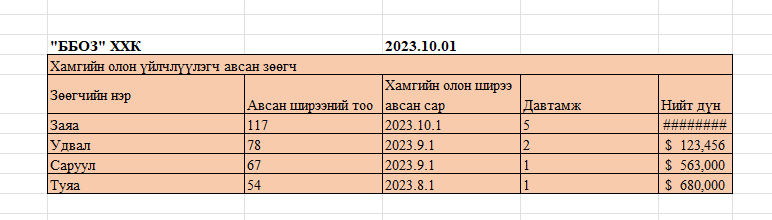 "ББОЗ" ХХК 2023.10.01
Хамгийн олон үйлчлүүлэгч авсан зөөгч
Зөөгчийн нэр Авсан ширээний тоо Хамгийн олон ширээ авсан сар Давтамж Нийт дүн
Заяа 117 2023.10.1 5 ########
Удвал 78 2023.9.1 2 $ 123,456
Саруул 67 2023.9.1 1 $ 563,000
Туяа 54 2023.8.1 1 $ 680,000